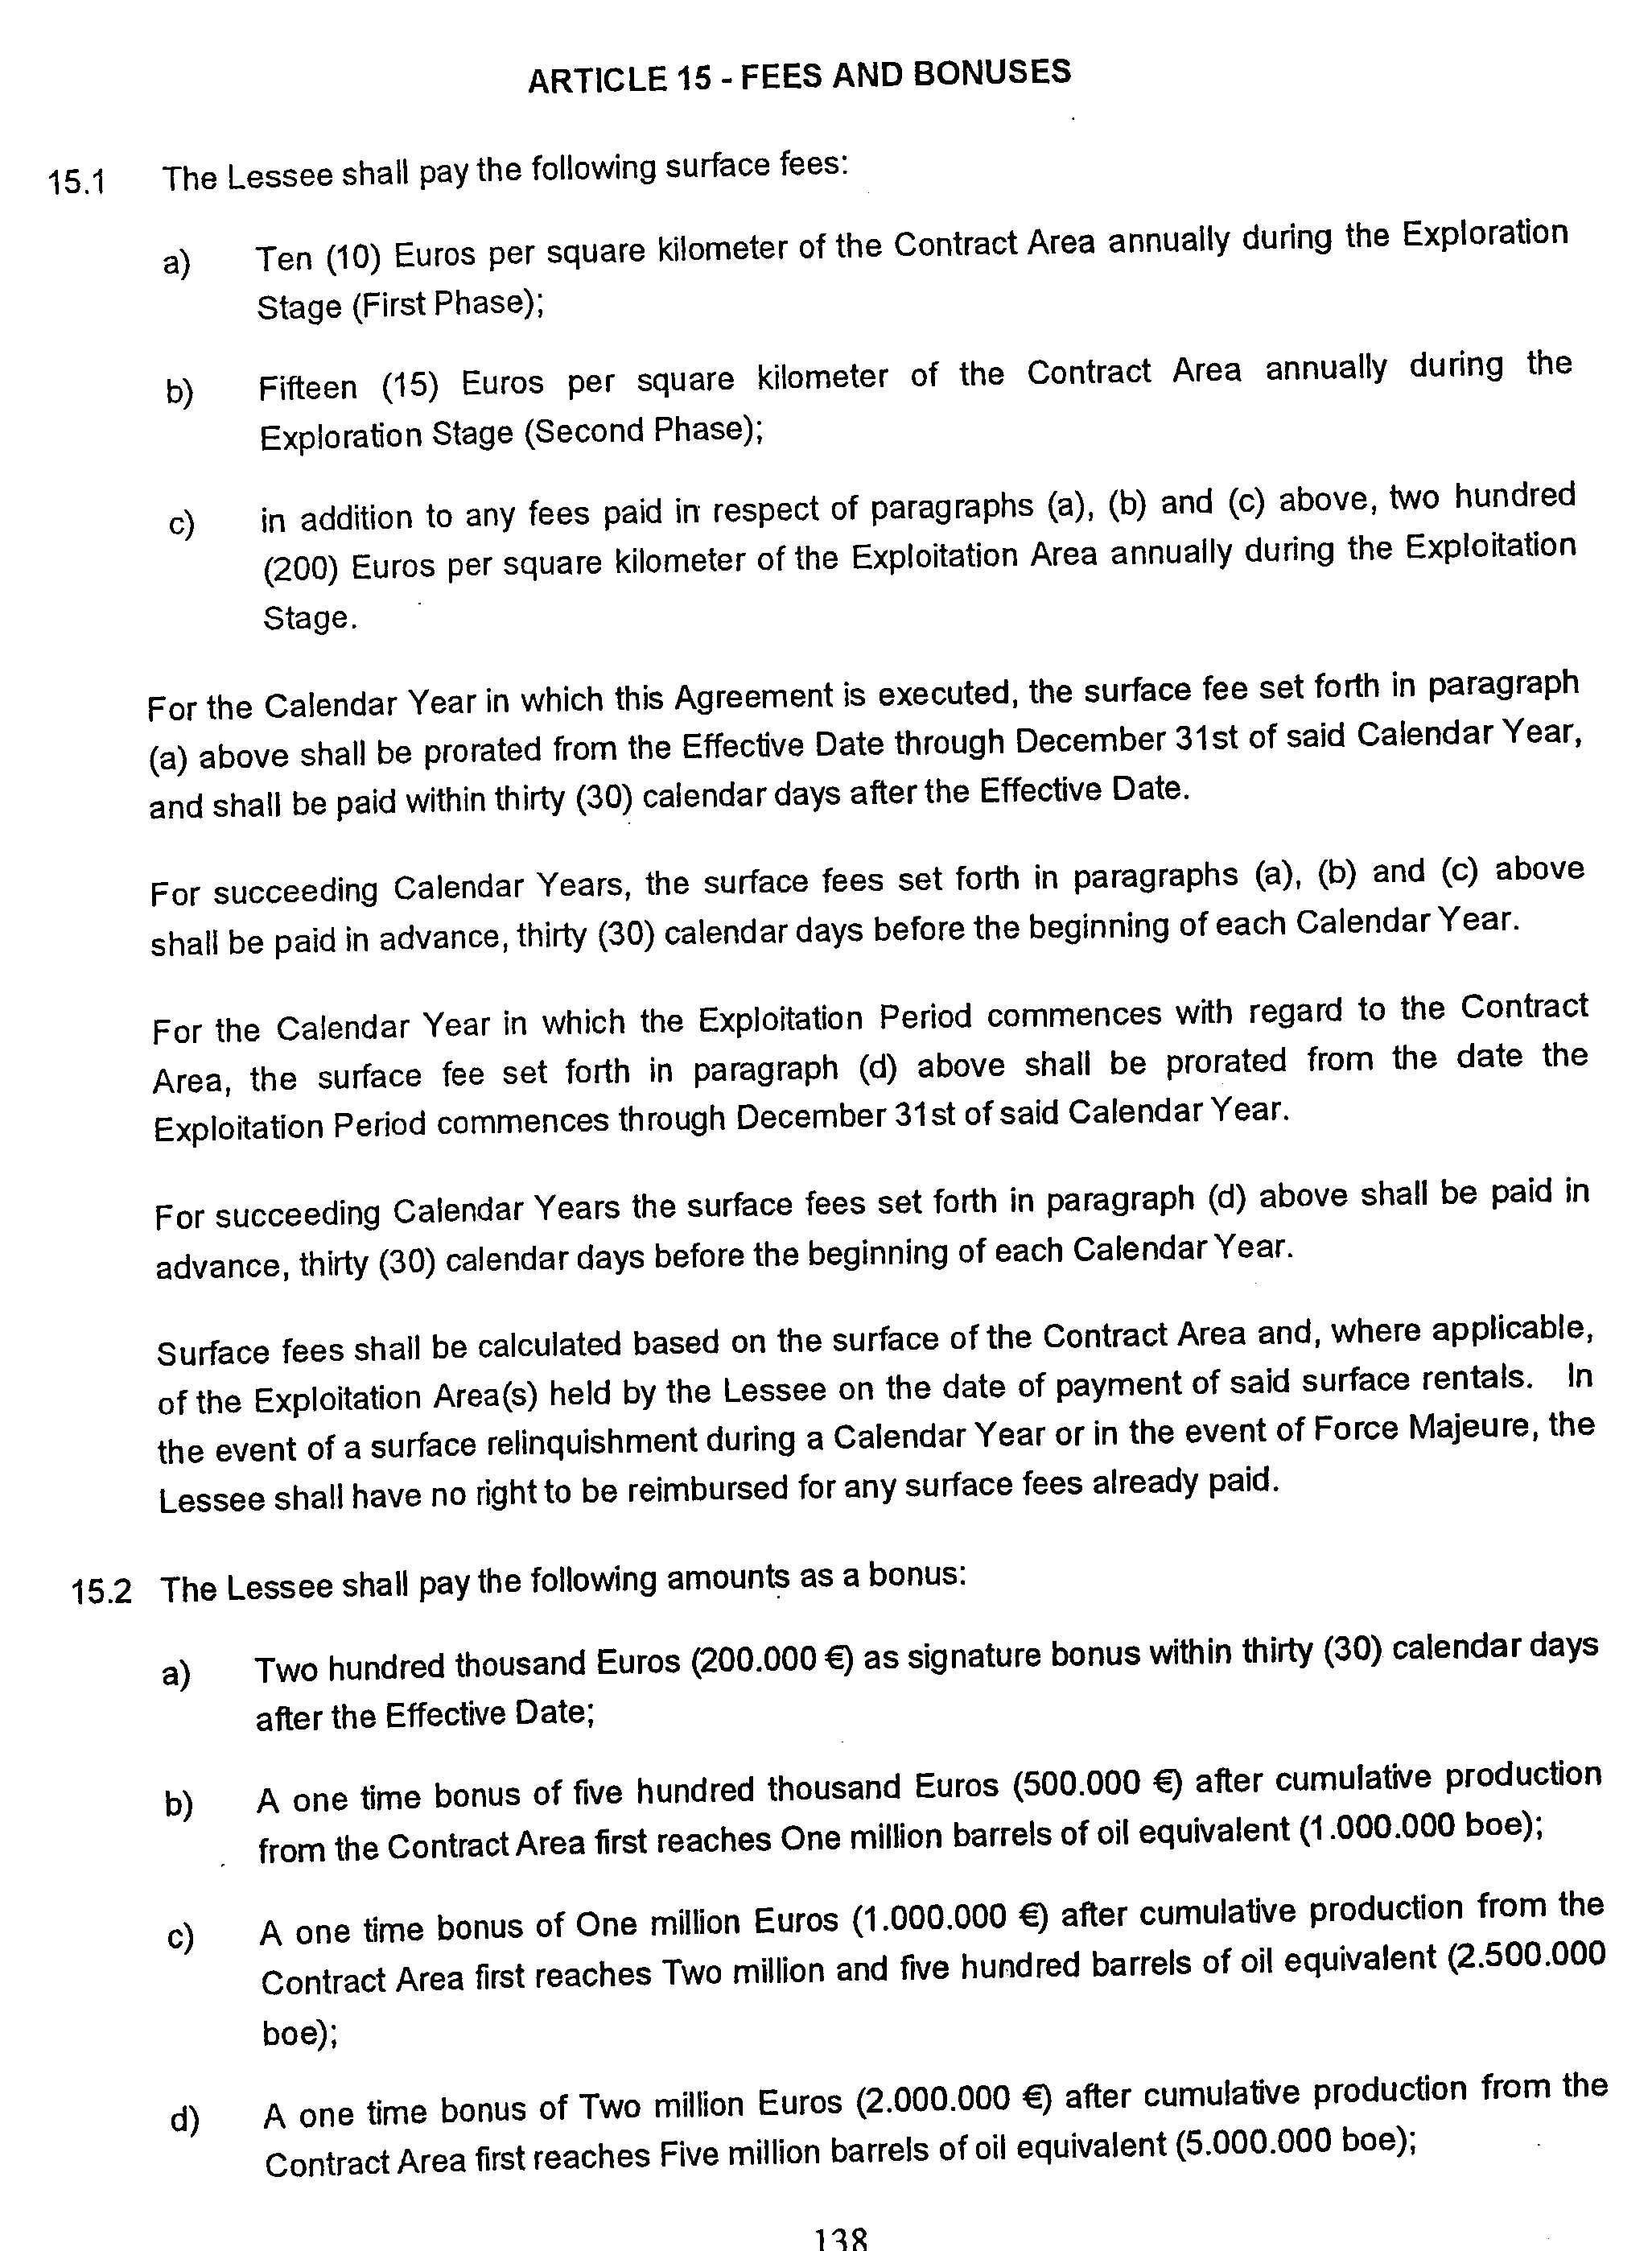 ARTICLE 15 - FEES AND BONUSES
15.1 The Lessee shall pay the following surface fees:
a) Ten (10) Euros per square kilometer of the Contract Area annually during the Exploration
Stage (First Phase);
b) Fifteen (15) Euros per square kilometer of the Contract Area annually during the
Exploration Stage (Second Phase);
c) in addition to any fees paid in respect of paragraphs (a), (b) and (c) above, two hundred
(200) Euros per square kilometer of the Exploitation Area annually during the Exploitation
Stage.
For the Calendar Year in which this Agreement is executed, the surface fee set forth in paragraph
(a) above shall be prorated from the Effective Date through December 31st of said Calendar Year,
and shall be paid within thirty (30) calendar days after the Effective Date.
For succeeding Calendar Years, the surface fees set forth in paragraphs (a), (b) and (c) above
shall be paid in advance, thirty (30) calendar days before the beginning of each Calendar Year.
For the Calendar Year in which the Exploitation Period commences with regard to the Contract
Area, the surface fee set forth in paragraph (d) above shall be prorated from the date the
Exploitation Period commences through December 31st of said Calendar Year.
For succeeding Calendar Years the surface fees set forth in paragraph (d) above shall be paid in
advance, thirty (30) calendar days before the beginning of each Calendar Year.
Surface fees shall be calculated based on the surface of the Contract Area and, where applicable,
of the Exploitation Area(s) held by the Lessee on the date of payment of said surface rentals. In
the event of a surface relinquishment during a Calendar Year or in the event of Force Majeure, the
Lessee shall have no right to be reimbursed for any surface fees already paid.
15.2 The Lessee shall pay the following amounts as a bonus:
a) Two hundred thousand Euros (200.000 €) as signature bonus within thirty (30) calendar days
after the Effective Date;
b) A one time bonus of five hundred thousand Euros (500.000 €) after cumulative production
from the Contract Area first reaches One million barrels of oil equivalent (1.000.000 boe);
c) A one time bonus of One million Euros (1.000.000 €) after cumulative production from the
Contract Area first reaches Two million and five hundred barrels of oil equivalent (2.500.000
boe);
d) A one time bonus of Two million Euros (2.000.000 €) after cumulative production from the
Contract Area first reaches Five million barrels of oil equivalent (5.000.000 boe);
138